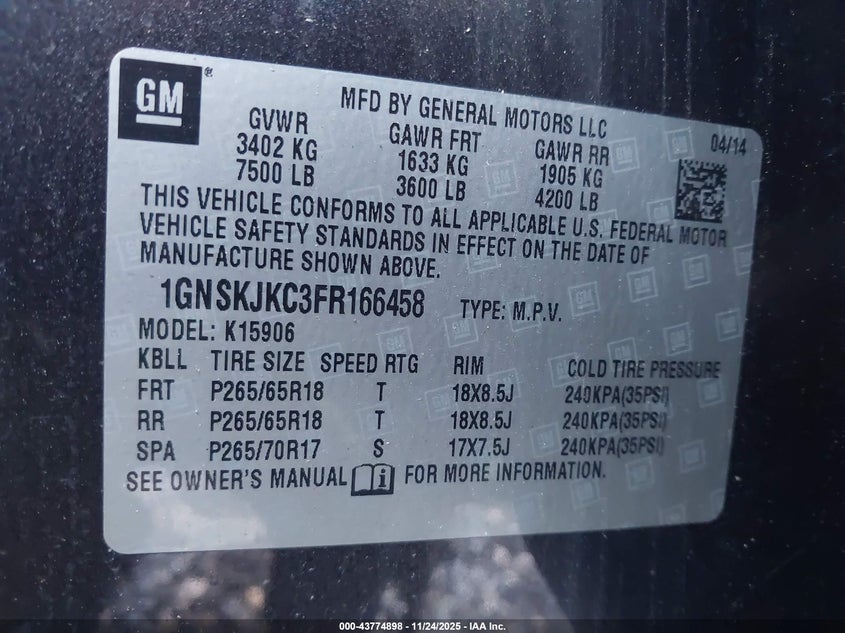 GM®
MFD BY GENERAL MOTORS LLC
04/14
GVWR GAWR FRT GAWR RR
3402 KG 1633 KG 1905 KG
7500 LB 3600 LB 4200 LB
THIS VEHICLE CONFORMS TO ALL APPLICABLE U.S. FEDERAL MOTOR
VEHICLE SAFETY STANDARDS IN EFFECT ON THE DATE OF
MANUFACTURE SHOWN ABOVE.
1GNSKJKC3FR166458 TYPE: M.P.V.
MODEL: K15906
KBLL TIRE SIZE SPEED RTG RIM COLD TIRE PRESSURE
FRT P265/65R18 T 18X8.5J 240KPA(35PSI)
RR P265/65R18 T 18X8.5J 240KPA(35PSI)
SPA P265/70R17 S 17X7.5J 240KPA(35PSI)
SEE OWNER'S MANUAL i FOR MORE INFORMATION.
000-43774898 - 11/24/2025 - IAA Inc.